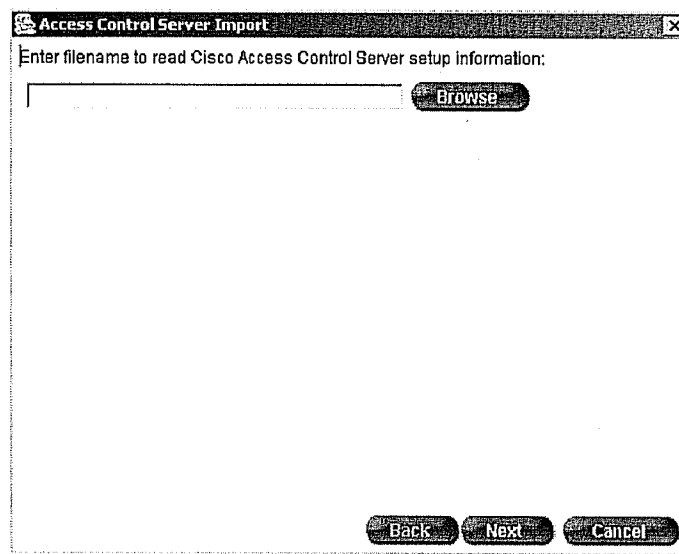 Access Control Server Import
Enter filename to read Cisco Access Control Server setup information:
Browse
Back Next Cancel